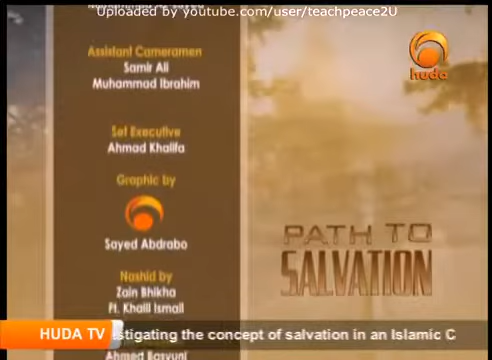 Uploaded by youtube.com/user/teachpeace2U
huda
Assistant Cameramen
Samir Ali
Muhammad Ibrahim
Set Executive
Ahmad Khalifa
Graphic by
Sayed Abdrabo
Nashid by
Zain Bhikha
Ft. Khalil Ismail
PATH TO
SALVATION
HUDA TV
stigating the concept of salvation in an Islamic C
Ahmed Basyuni